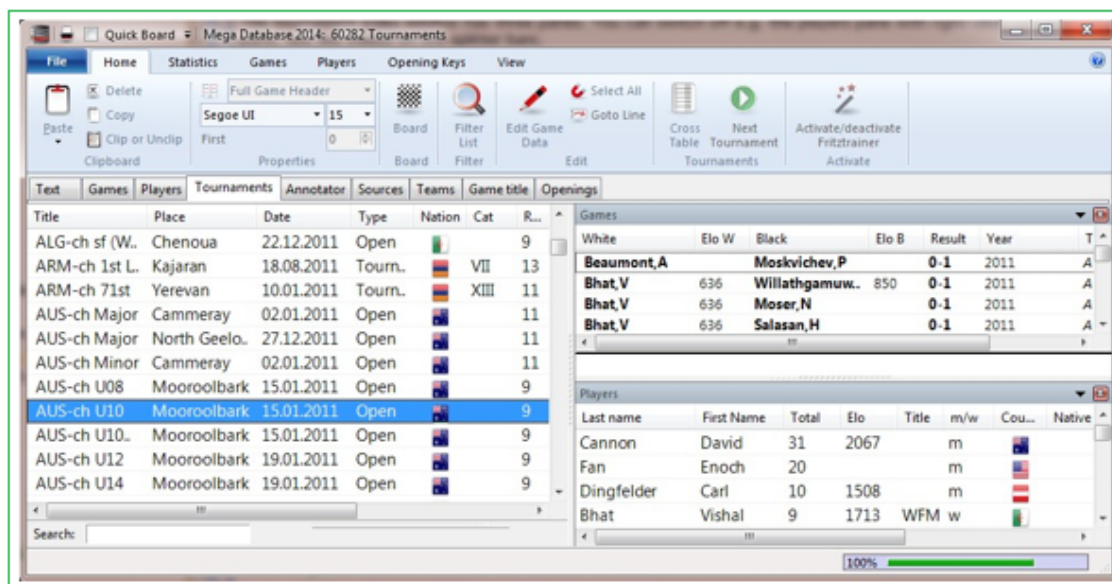 Quick Board Mega Database 2014: 60282 Tournaments
File Home Statistics Games Players Opening Keys View
Paste
Delete
Copy
Clip or Unclip
Clipboard
Full Game Header
Segoe UI 15
First 0
Properties
Board
Board
Filter List
Filter
Edit Game Data
Select All
Goto Line
Edit
Cross Table
Next Tournament
Tournaments
Activate/deactivate Fritztrainer
Activate
Text Games Players Tournaments Annotator Sources Teams Game title Openings
Title Place Date Type Nation Cat R...
ALG-ch sf (W.. Chenoua 22.12.2011 Open 9
ARM-ch 1st L. Kajaran 18.08.2011 Tourn.. VII 13
ARM-ch 71st Yerevan 10.01.2011 Tourn.. XIII 11
AUS-ch Major Cammeray 02.01.2011 Open 11
AUS-ch Major North Geelo.. 27.12.2011 Open 11
AUS-ch Minor Cammeray 02.01.2011 Open 11
AUS-ch U08 Mooroolbark 15.01.2011 Open 9
AUS-ch U10 Mooroolbark 15.01.2011 Open 9
AUS-ch U10.. Mooroolbark 15.01.2011 Open 9
AUS-ch U12 Mooroolbark 19.01.2011 Open 9
AUS-ch U14 Mooroolbark 19.01.2011 Open 9
Search:
Games
White Elo W Black Elo B Result Year T
Beaumont,A Moskvichev,P 0-1 2011 A
Bhat,V 636 Willathgamuw.. 850 0-1 2011 A
Bhat,V 636 Moser,N 0-1 2011 A
Bhat,V 636 Salasan,H 0-1 2011 A
Players
Last name First Name Total Elo Title m/w Cou... Native
Cannon David 31 2067 m
Fan Enoch 20 m
Dingfelder Carl 10 1508 m
Bhat Vishal 9 1713 WFM w
100%